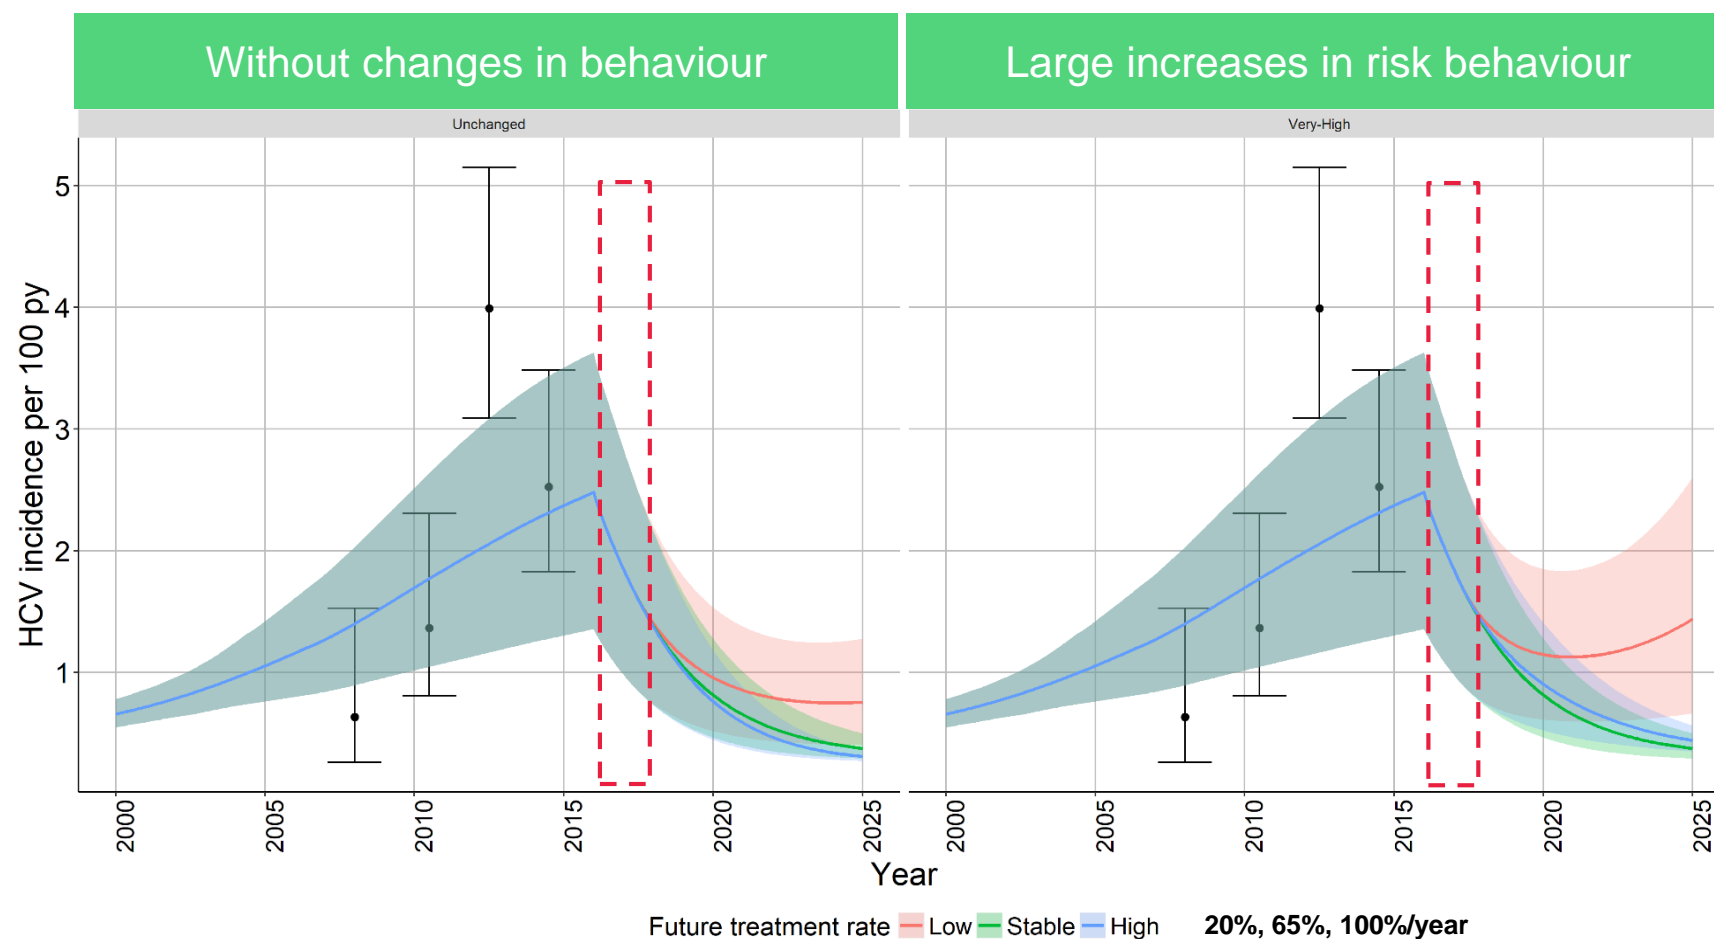 Without changes in behaviour
Large increases in risk behaviour
Unchanged
Very-High
HCV incidence per 100 py
5
4
3
2
1
2000
2005
2010
2015
2020
2025
2000
2005
2010
2015
2020
2025
Year
Future treatment rate Low Stable High 20%, 65%, 100%/year